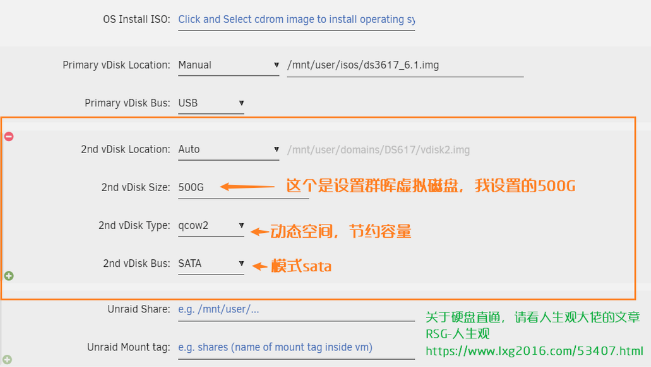 OS Install ISO: Click and Select cdrom image to install operating sy
Primary vDisk Location: Manual /mnt/user/isos/ds3617_6.1.img
Primary vDisk Bus: USB
2nd vDisk Location: Auto /mnt/user/domains/DS617/vdisk2.img
2nd vDisk Size: 500G 这个是设置群晖虚拟磁盘，我设置的500G
2nd vDisk Type: qcow2 动态空间，节约容量
2nd vDisk Bus: SATA 模式sata
Unraid Share: e.g. /mnt/user/...
关于硬盘直通，请看人生观大佬的文章
RSG-人生观
Unraid Mount tag: e.g. shares (name of mount tag inside vm)
https://www.lxg2016.com/53407.html